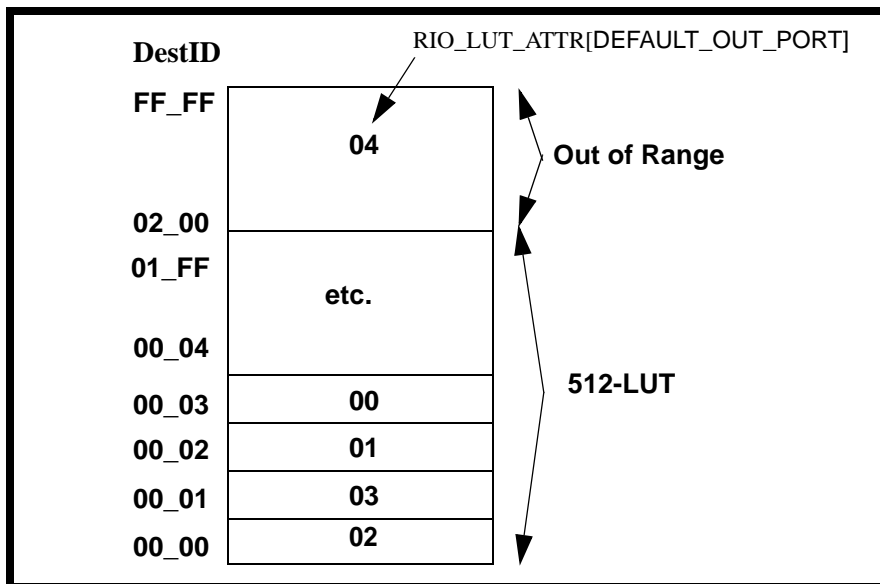 DestID
RIO_LUT_ATTR[DEFAULT_OUT_PORT]
FF_FF
04
Out of Range
02_00
01_FF
etc.
00_04
512-LUT
00_03
00
00_02
01
00_01
03
00_00
02